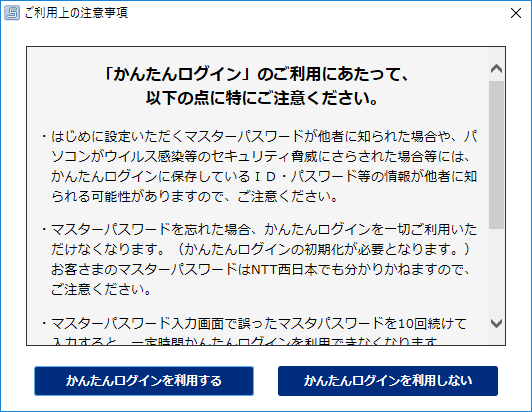 ご利用上の注意事項
「かんたんログイン」のご利用にあたって、
以下の点に特にご注意ください。
・はじめに設定いただくマスターパスワードが他者に知られた場合や、パ
ソコンがウイルス感染等のセキュリティ脅威にさらされた場合等には、
かんたんログインに保存しているＩＤ・パスワード等の情報が他者に知
られる可能性がありますので、ご注意ください。
・マスターパスワードを忘れた場合、かんたんログインを一切ご利用いた
だけなくなります。（かんたんログインの初期化が必要となります。）
お客さまのマスターパスワードはNTT西日本でも分かりかねますので、
ご注意ください。
・マスターパスワード入力画面で誤ったマスタパスワードを10回続けて
入力すると、一定時間かんたんログインを利用できなくなります。
かんたんログインを利用する
かんたんログインを利用しない